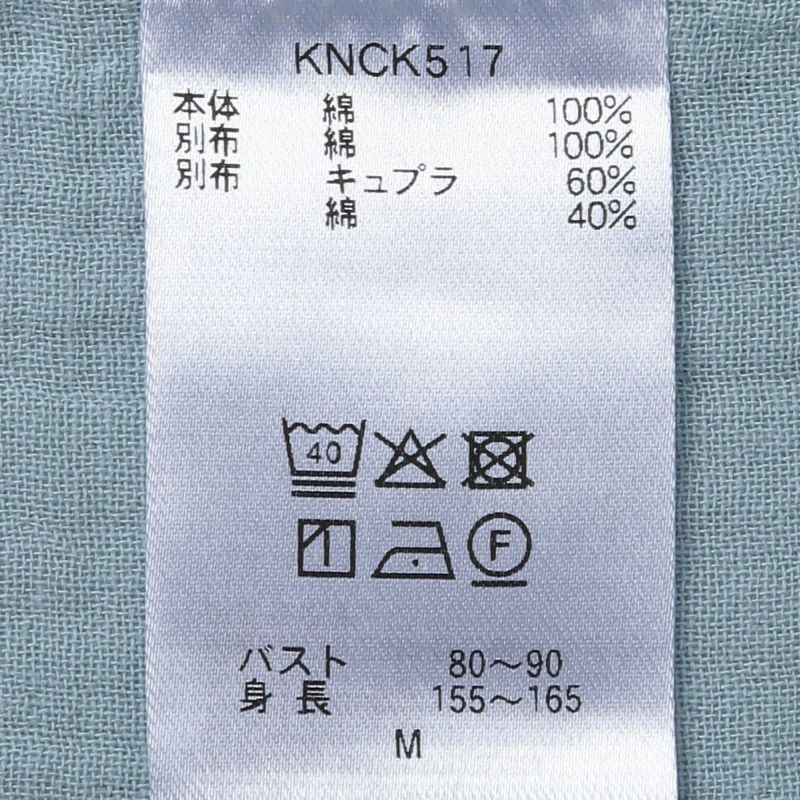 KNCK517
本体 綿 100%
別布 綿 100%
別布 キュプラ 60%
綿 40%
40
F
バスト 80～90
身長 155～165
M